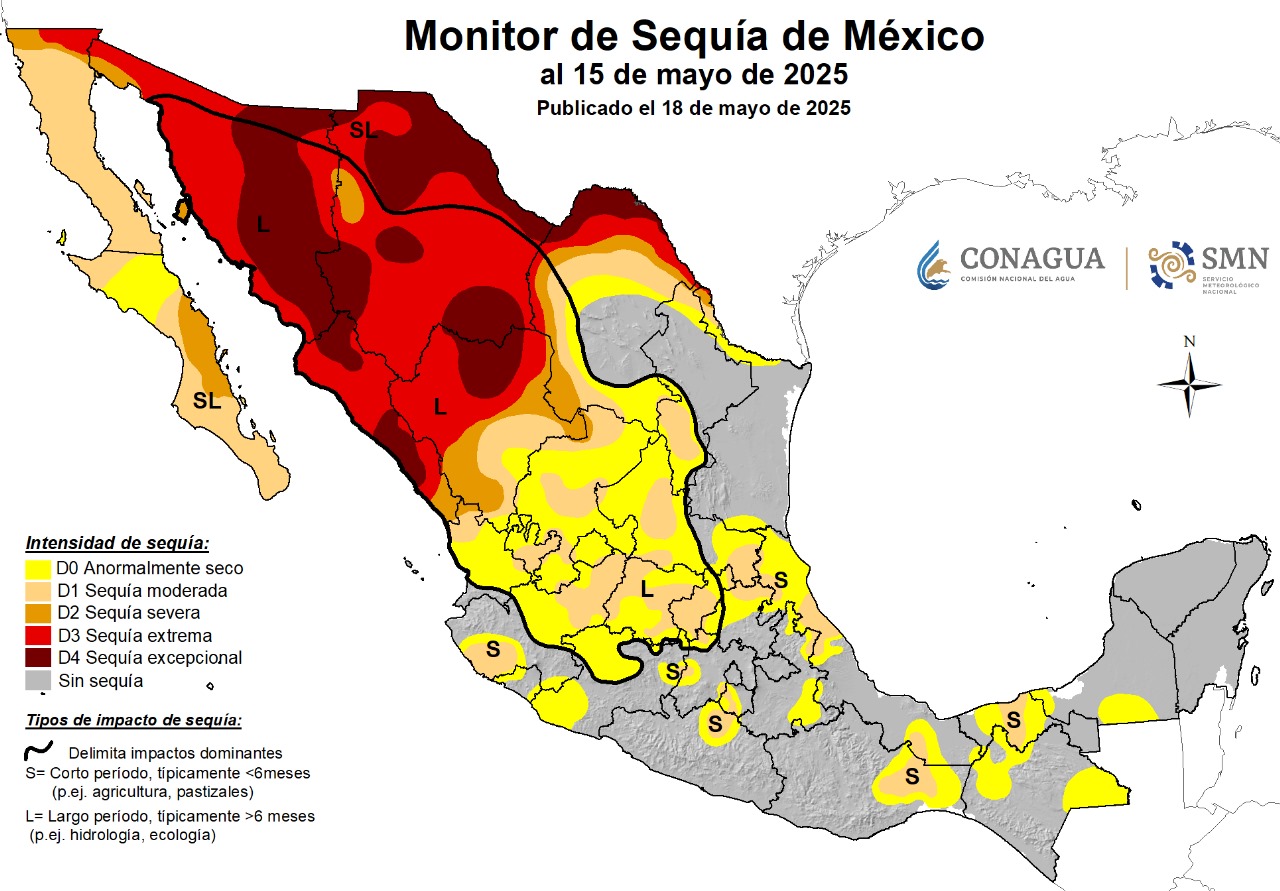 Monitor de Sequía de México
al 15 de mayo de 2025
Publicado el 18 de mayo de 2025
SL
L
CONAGUA
COMISIÓN NACIONAL DEL AGUA
SMN
SERVICIO
METEOROLÓGICO
NACIONAL
N
SL
L
S
L
S
S
S
S
S
Intensidad de sequía:
D0 Anormalmente seco
D1 Sequía moderada
D2 Sequía severa
D3 Sequía extrema
D4 Sequía excepcional
Sin sequía
Tipos de impacto de sequía:
Delimita impactos dominantes
S= Corto período, típicamente <6meses
(p.ej. agricultura, pastizales)
L= Largo período, típicamente >6 meses
(p.ej. hidrología, ecología)